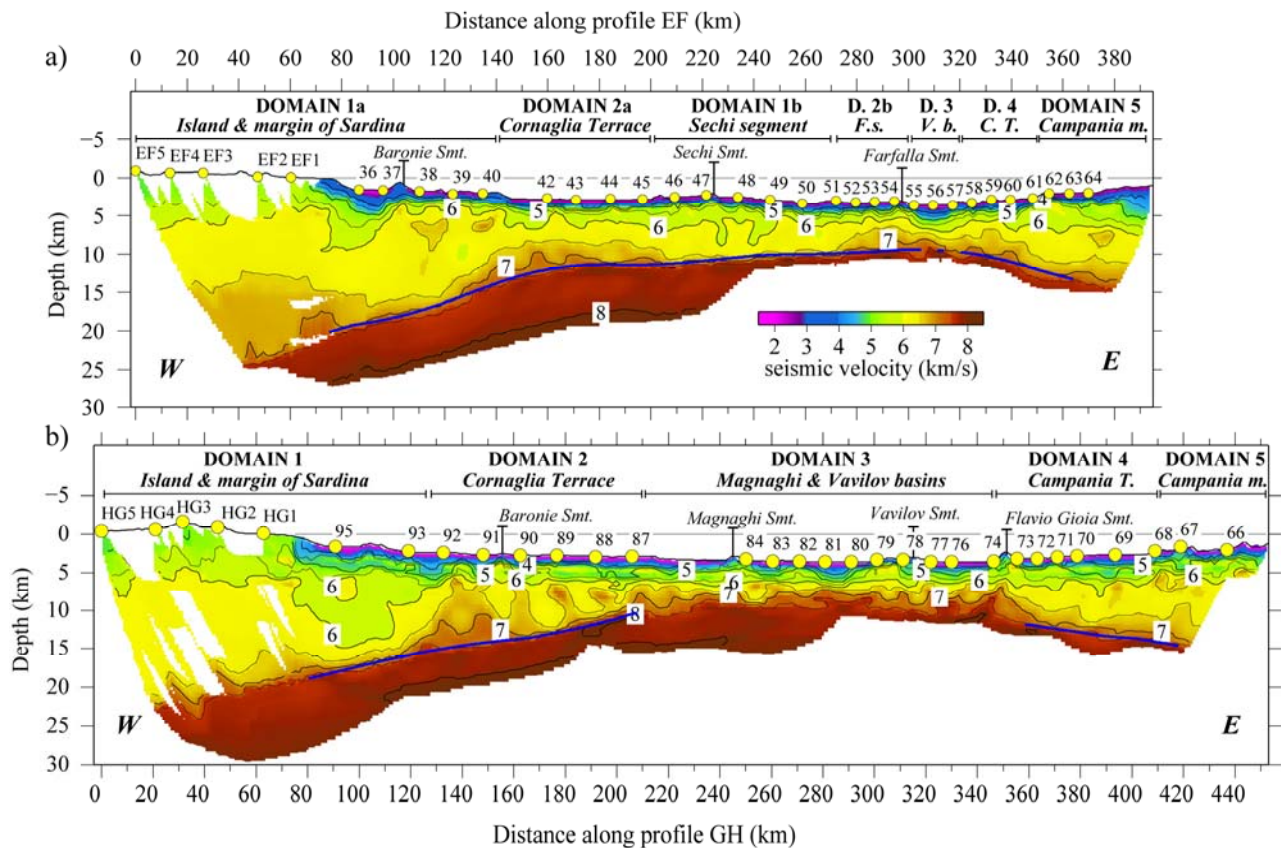 Distance along profile EF (km)
a)
0 20 40 60 80 100 120 140 160 180 200 220 240 260 280 300 320 340 360 380
DOMAIN 1a DOMAIN 2a DOMAIN 1b D. 2b D. 3 D. 4 DOMAIN 5
Island & margin of Sardina Cornaglia Terrace Sechi segment F.s. V. b. C. T. Campania m.
EF5 EF4 EF3 EF2 EF1 Baronie Smt. Sechi Smt. Farfalla Smt.
36 37 38 39 40 42 43 44 45 46 47 48 49 50 51 52 53 54 55 56 57 58 59 60 61 62 63 64
-5 0 5 10 15 20 25 30
Depth (km)
6 5 6 5 6 5 4 6
7 7
8
2 3 4 5 6 7 8
seismic velocity (km/s)
W E
b)
DOMAIN 1 DOMAIN 2 DOMAIN 3 DOMAIN 4 DOMAIN 5
Island & margin of Sardina Cornaglia Terrace Magnaghi & Vavilov basins Campania T. Campania m.
HG5 HG4 HG3 HG2 HG1 Baronie Smt. Magnaghi Smt. Vavilov Smt. Flavio Gioia Smt.
95 93 92 91 90 89 88 87 84 83 82 81 80 79 78 77 76 74 73 72 71 70 69 68 67 66
-5 0 5 10 15 20 25 30
Depth (km)
6 5 4 6 5 6 7 5 6 5 6
6 7 8 7 7
W E
0 20 40 60 80 100 120 140 160 180 200 220 240 260 280 300 320 340 360 380 400 420 440
Distance along profile GH (km)